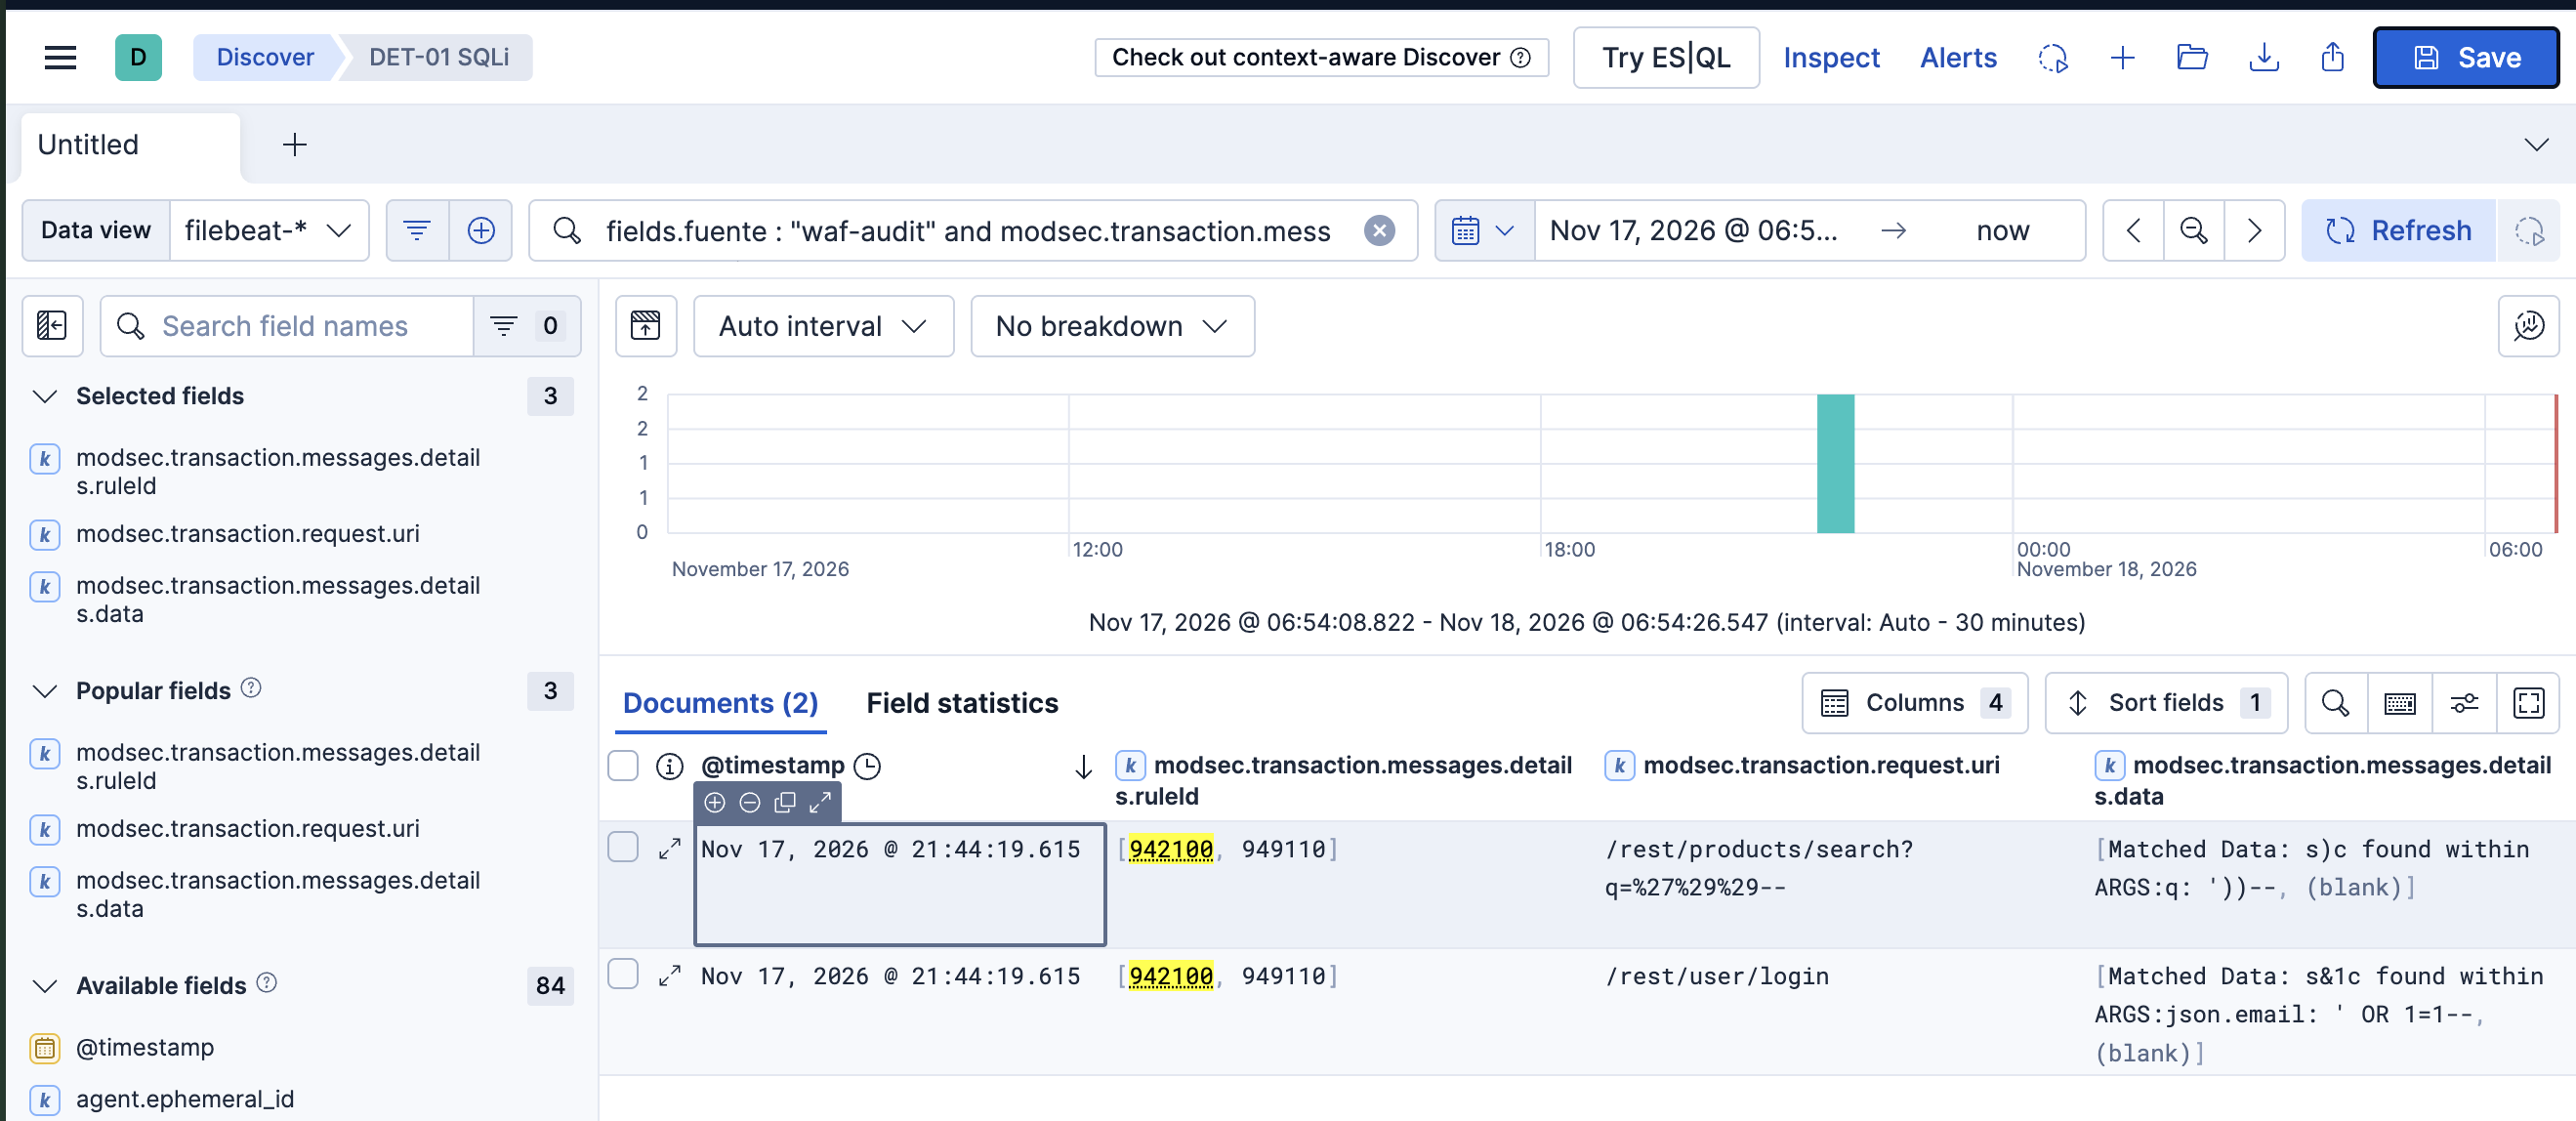 D
Discover
DET-01 SQLi
Check out context-aware Discover
Try ES|QL
Inspect
Alerts
Save
Untitled
Data view
filebeat-*
fields.fuente : "waf-audit" and modsec.transaction.mess
Nov 17, 2026 @ 06:5...
→
now
Refresh
Search field names
0
Auto interval
No breakdown
Selected fields
3
k modsec.transaction.messages.detail
s.ruleId
k modsec.transaction.request.uri
k modsec.transaction.messages.detail
s.data
Popular fields
3
k modsec.transaction.messages.detail
s.ruleId
k modsec.transaction.request.uri
k modsec.transaction.messages.detail
s.data
Available fields
84
@timestamp
k agent.ephemeral_id
2
2
1
1
0
12:00
18:00
00:00
06:00
November 17, 2026
November 18, 2026
Nov 17, 2026 @ 06:54:08.822 - Nov 18, 2026 @ 06:54:26.547 (interval: Auto - 30 minutes)
Documents (2)
Field statistics
Columns 4
Sort fields 1
@timestamp
k modsec.transaction.messages.detail
s.ruleId
k modsec.transaction.request.uri
k modsec.transaction.messages.detail
s.data
Nov 17, 2026 @ 21:44:19.615
[942100, 949110]
/rest/products/search?
q=%27%29%29--
[Matched Data: s)c found within
ARGS:q: '))--, (blank)]
Nov 17, 2026 @ 21:44:19.615
[942100, 949110]
/rest/user/login
[Matched Data: s&1c found within
ARGS:json.email: ' OR 1=1--,
(blank)]